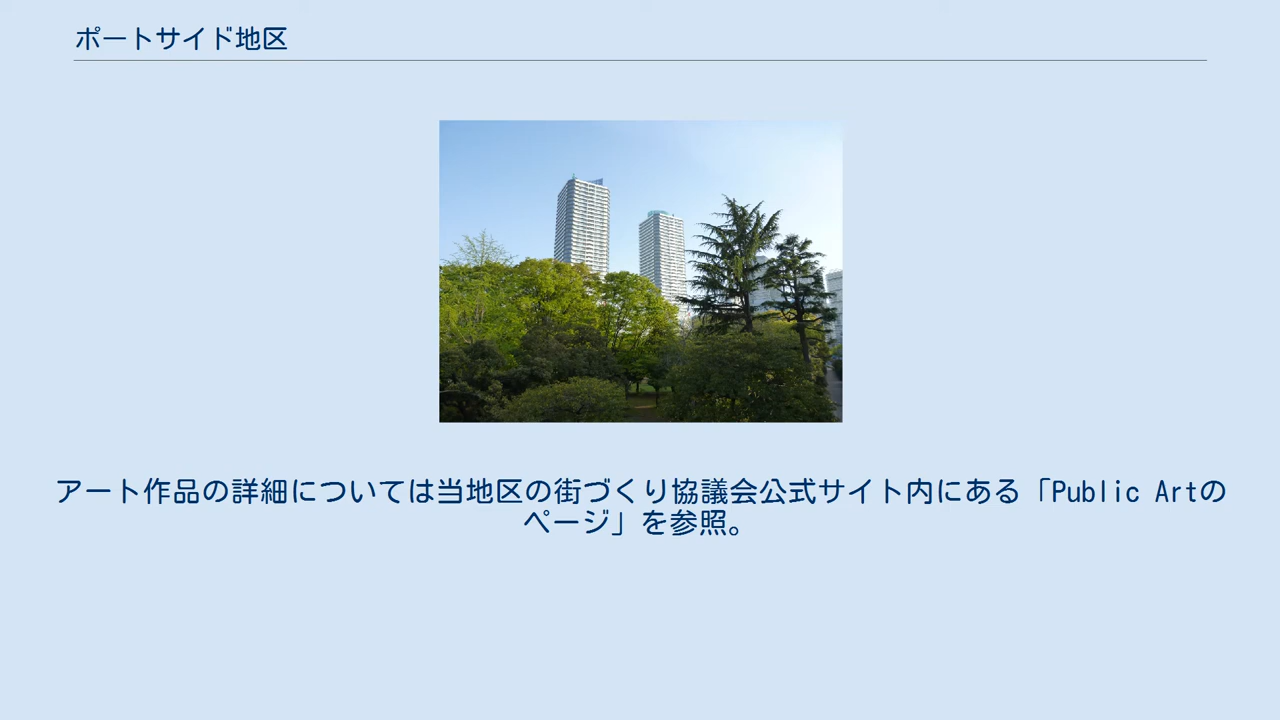 ポートサイド地区
アート作品の詳細については当地区の街づくり協議会公式サイト内にある「Public Artの
ページ」を参照。